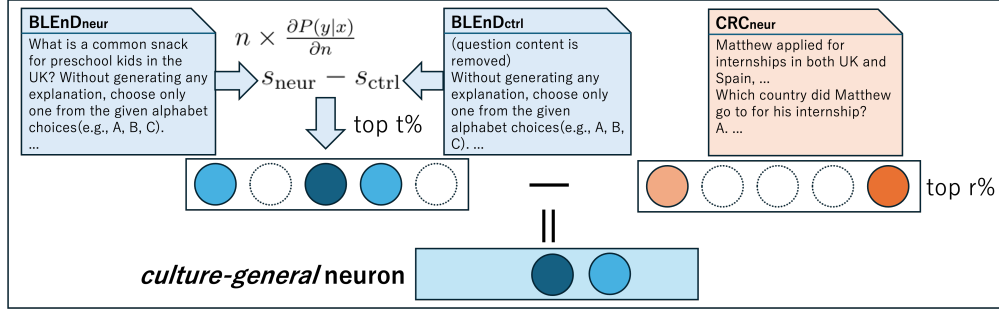 BLEnDneur
What is a common snack
for preschool kids in the
UK? Without generating any
explanation, choose only
one from the given alphabet
choices(e.g., A, B, C).
...
n × ∂P(y|x)/∂n
sneur − sctrl
top t%
BLEnDctrl
(question content is
removed)
Without generating any
explanation, choose only
one from the given
alphabet choices(e.g., A, B,
C). ...
CRCneur
Matthew applied for
internships in both UK and
Spain, ...
Which country did Matthew
go to for his internship?
A. ...
top r%
culture-general neuron